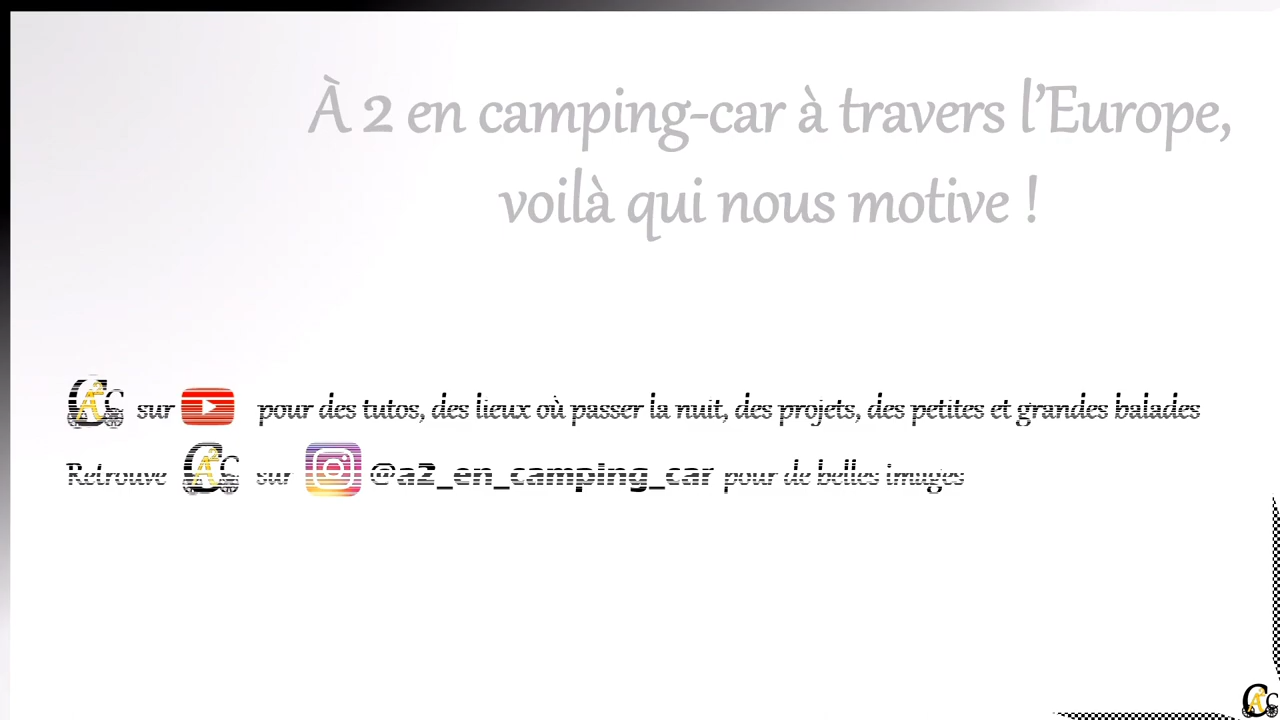 À 2 en camping-car à travers l'Europe,
voilà qui nous motive !
sur pour des tutos, des lieux où passer la nuit, des projets, des petites et grandes balades
Retrouve sur @a2_en_camping_car pour de belles images